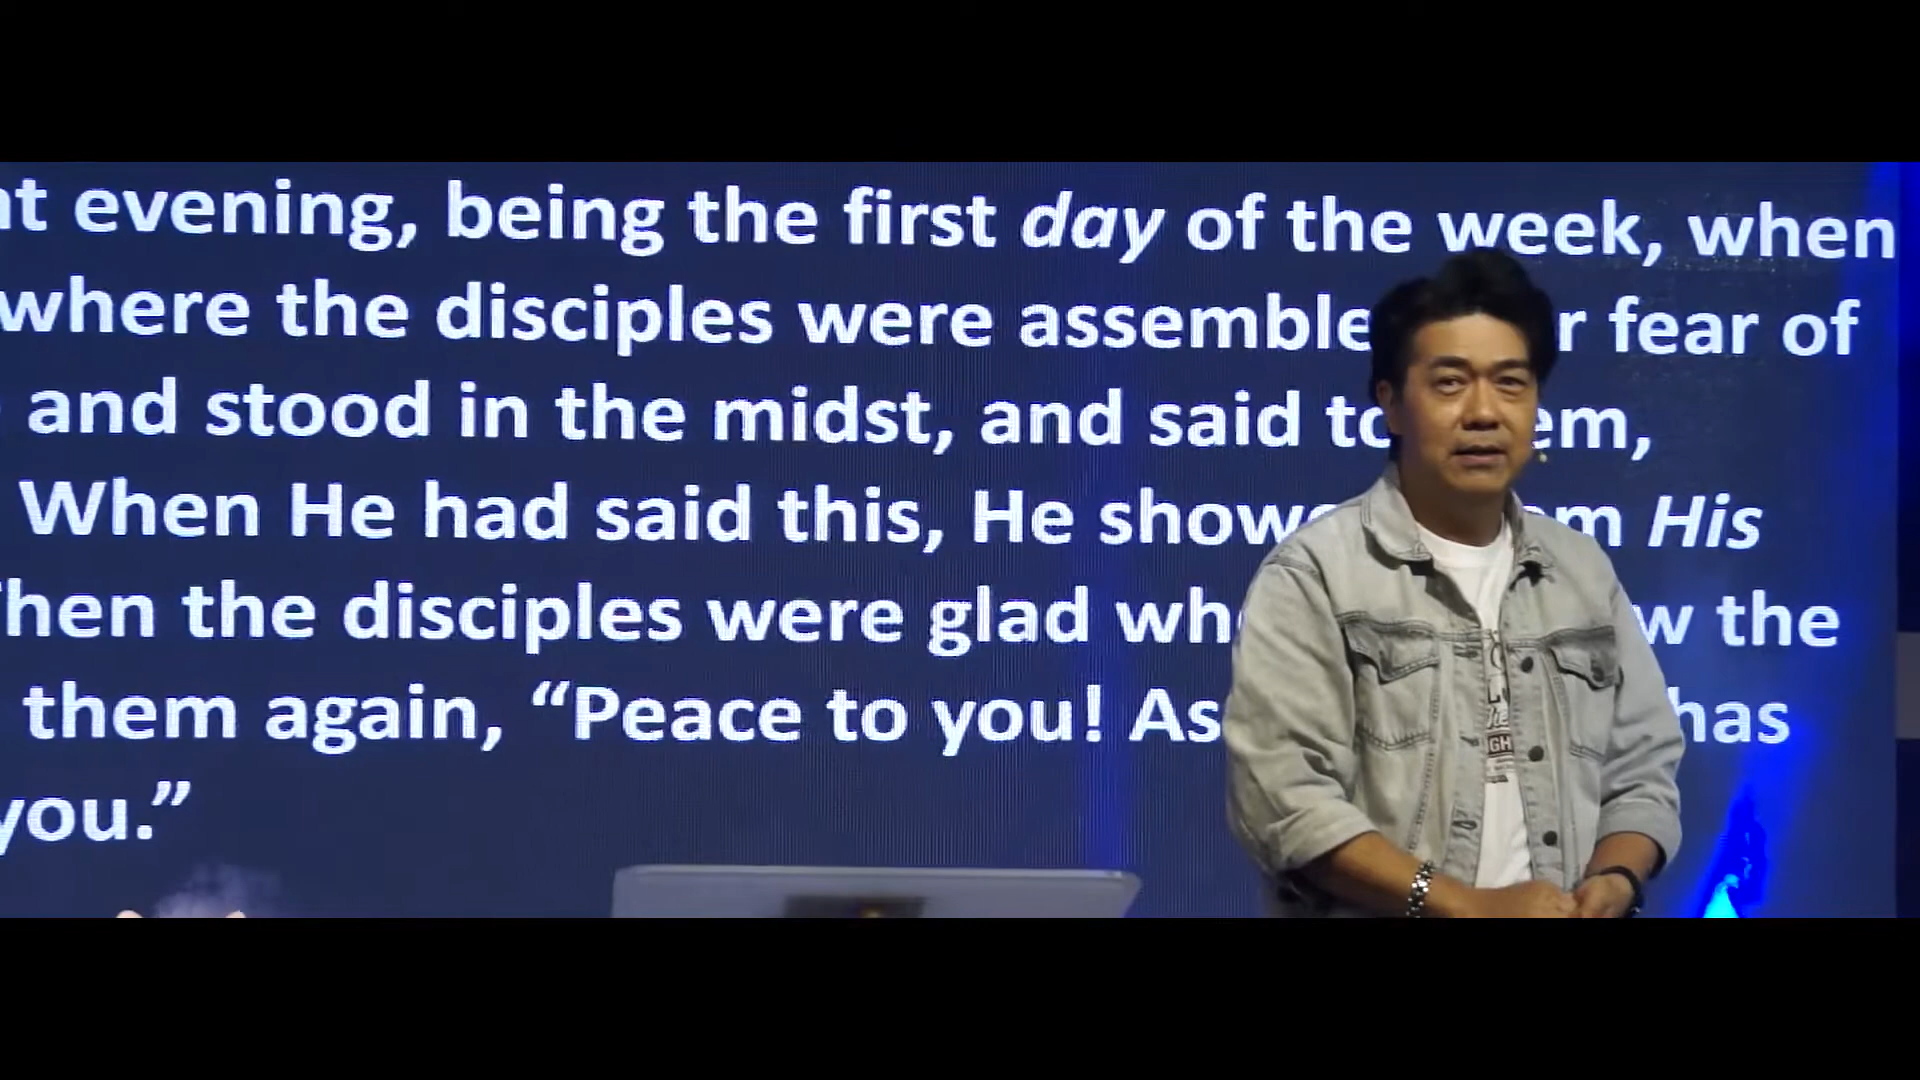 evening, being the first day of the week, when
where the disciples were assemble r fear of
and stood in the midst, and said to em,
When He had said this, He showe em His
hen the disciples were glad wh w the
them again, “Peace to you! As has
you.”